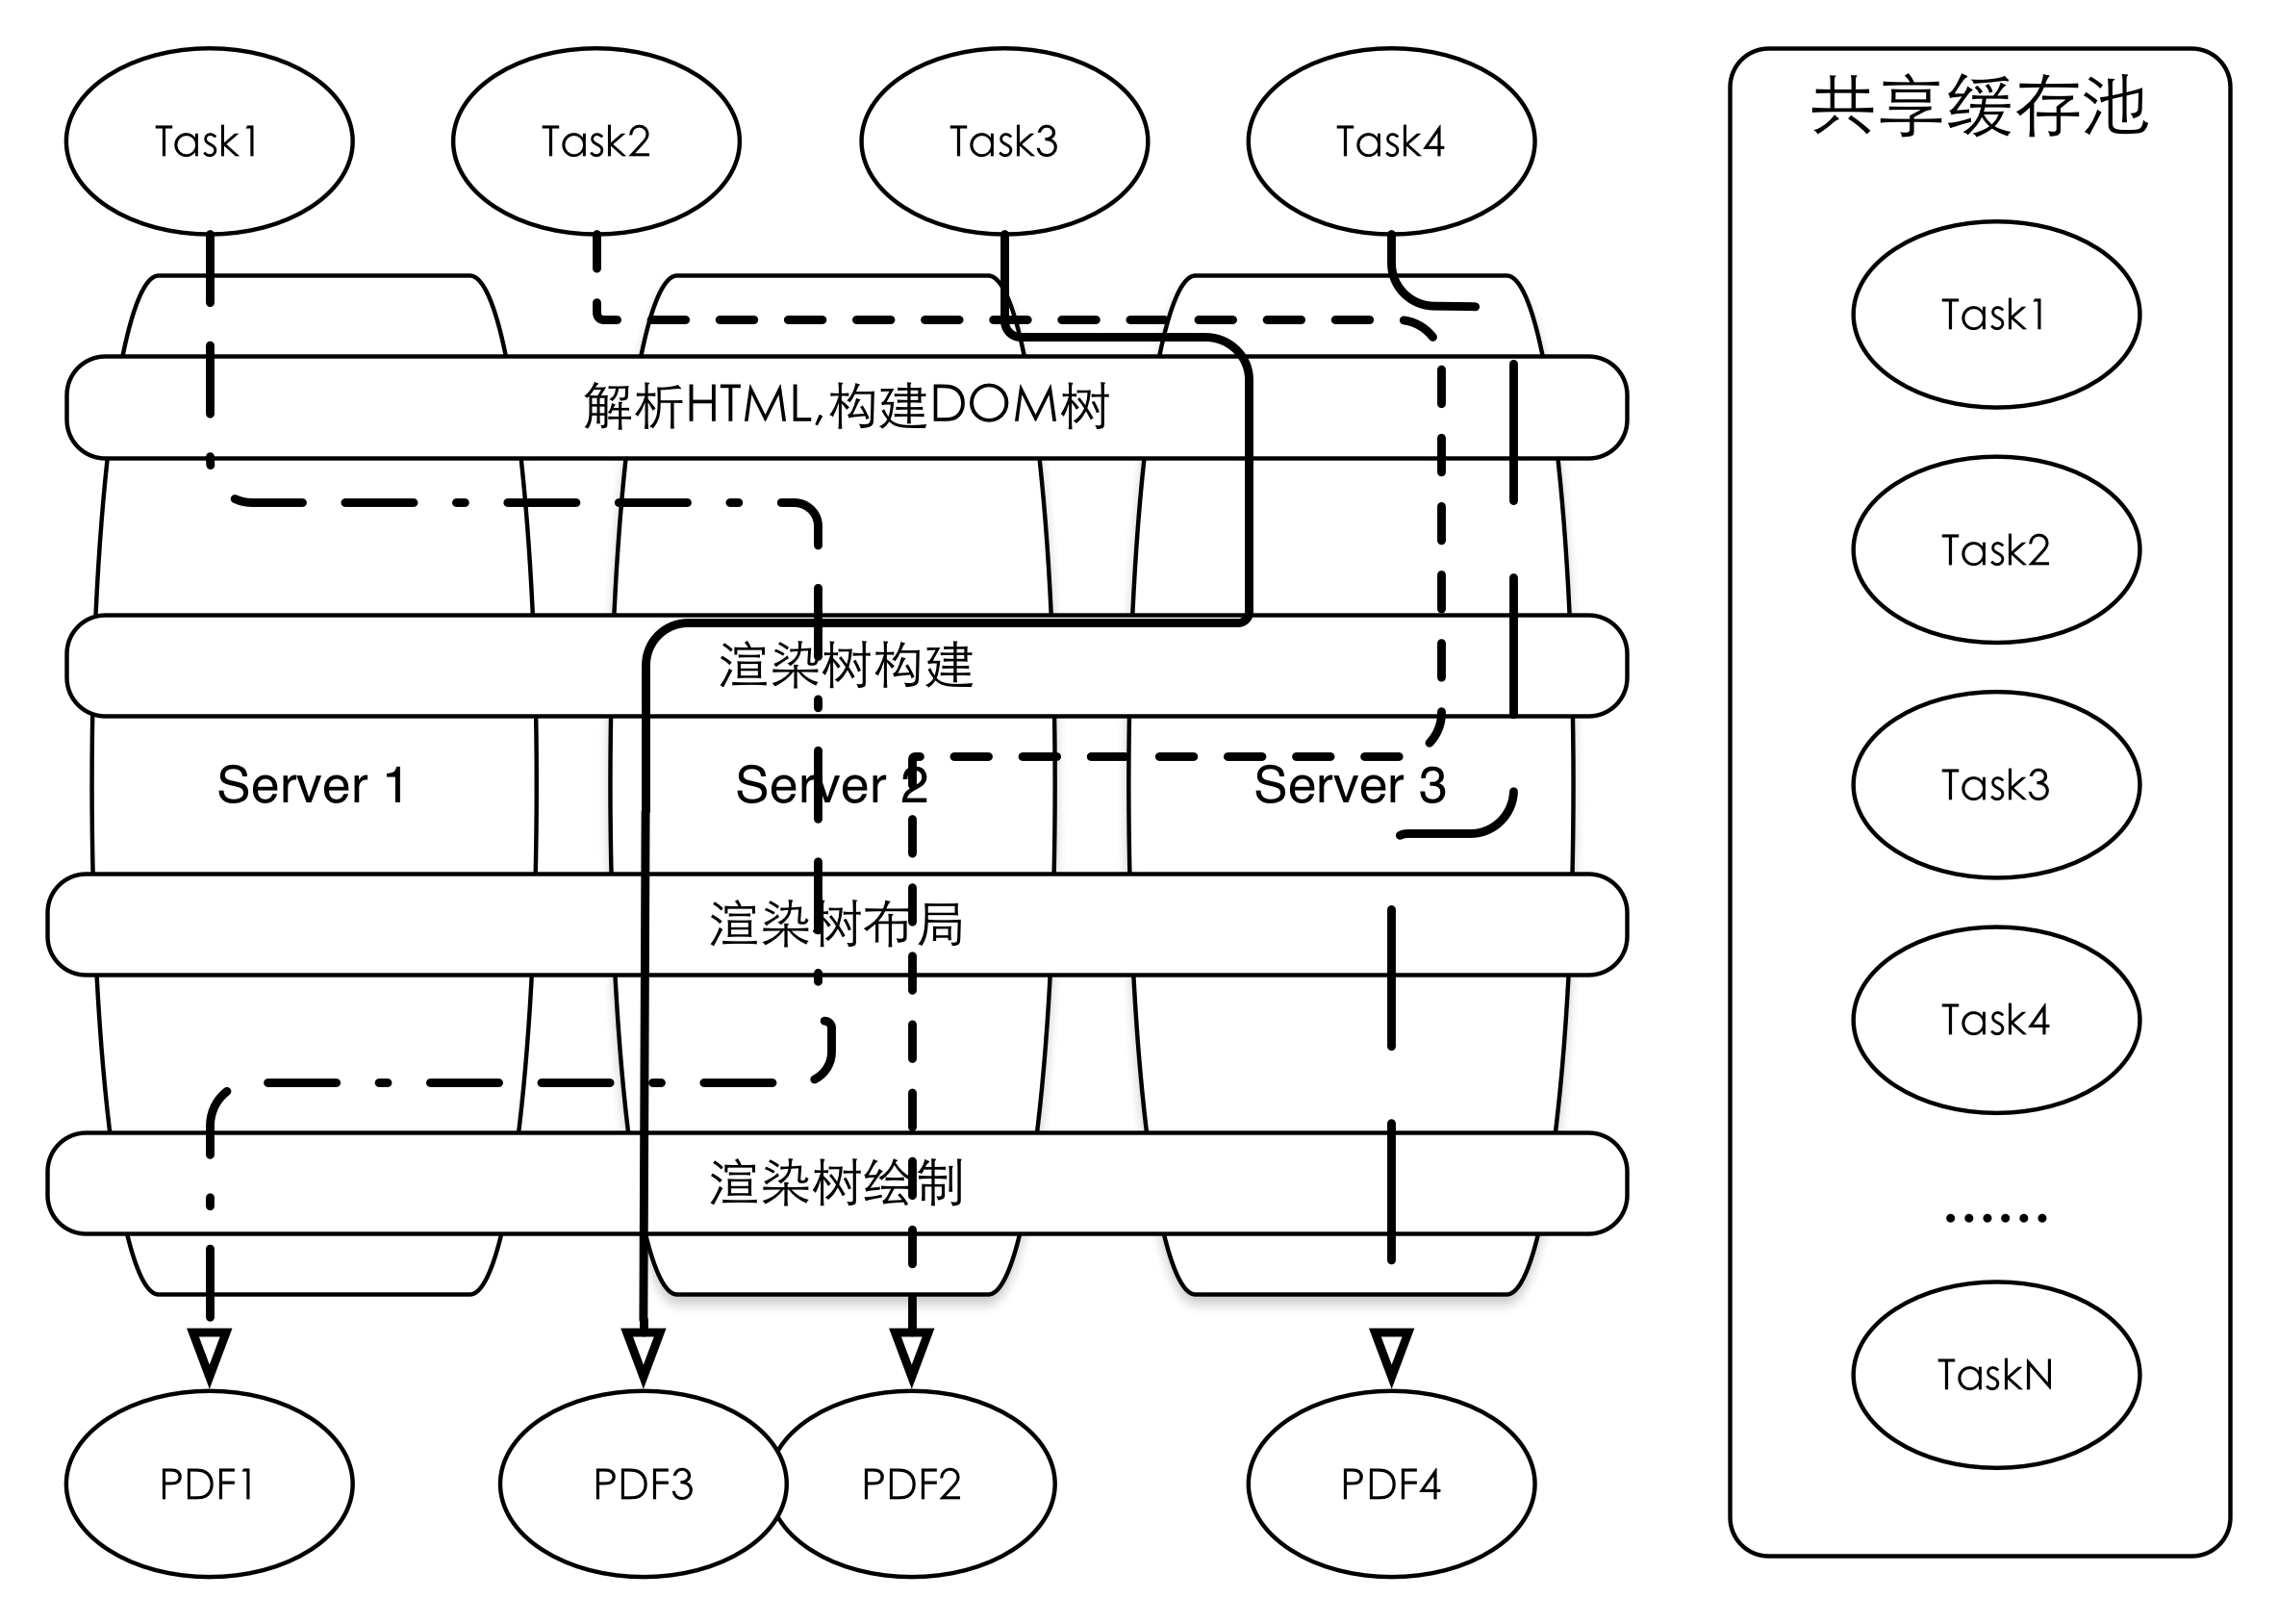 Task1
Task2
Task3
Task4
解析HTML,构建DOM树
渲染树构建
Server 1
Server 2
Server 3
渲染树布局
渲染树绘制
PDF1
PDF3
PDF2
PDF4
共享缓存池
Task1
Task2
Task3
Task4
......
TaskN